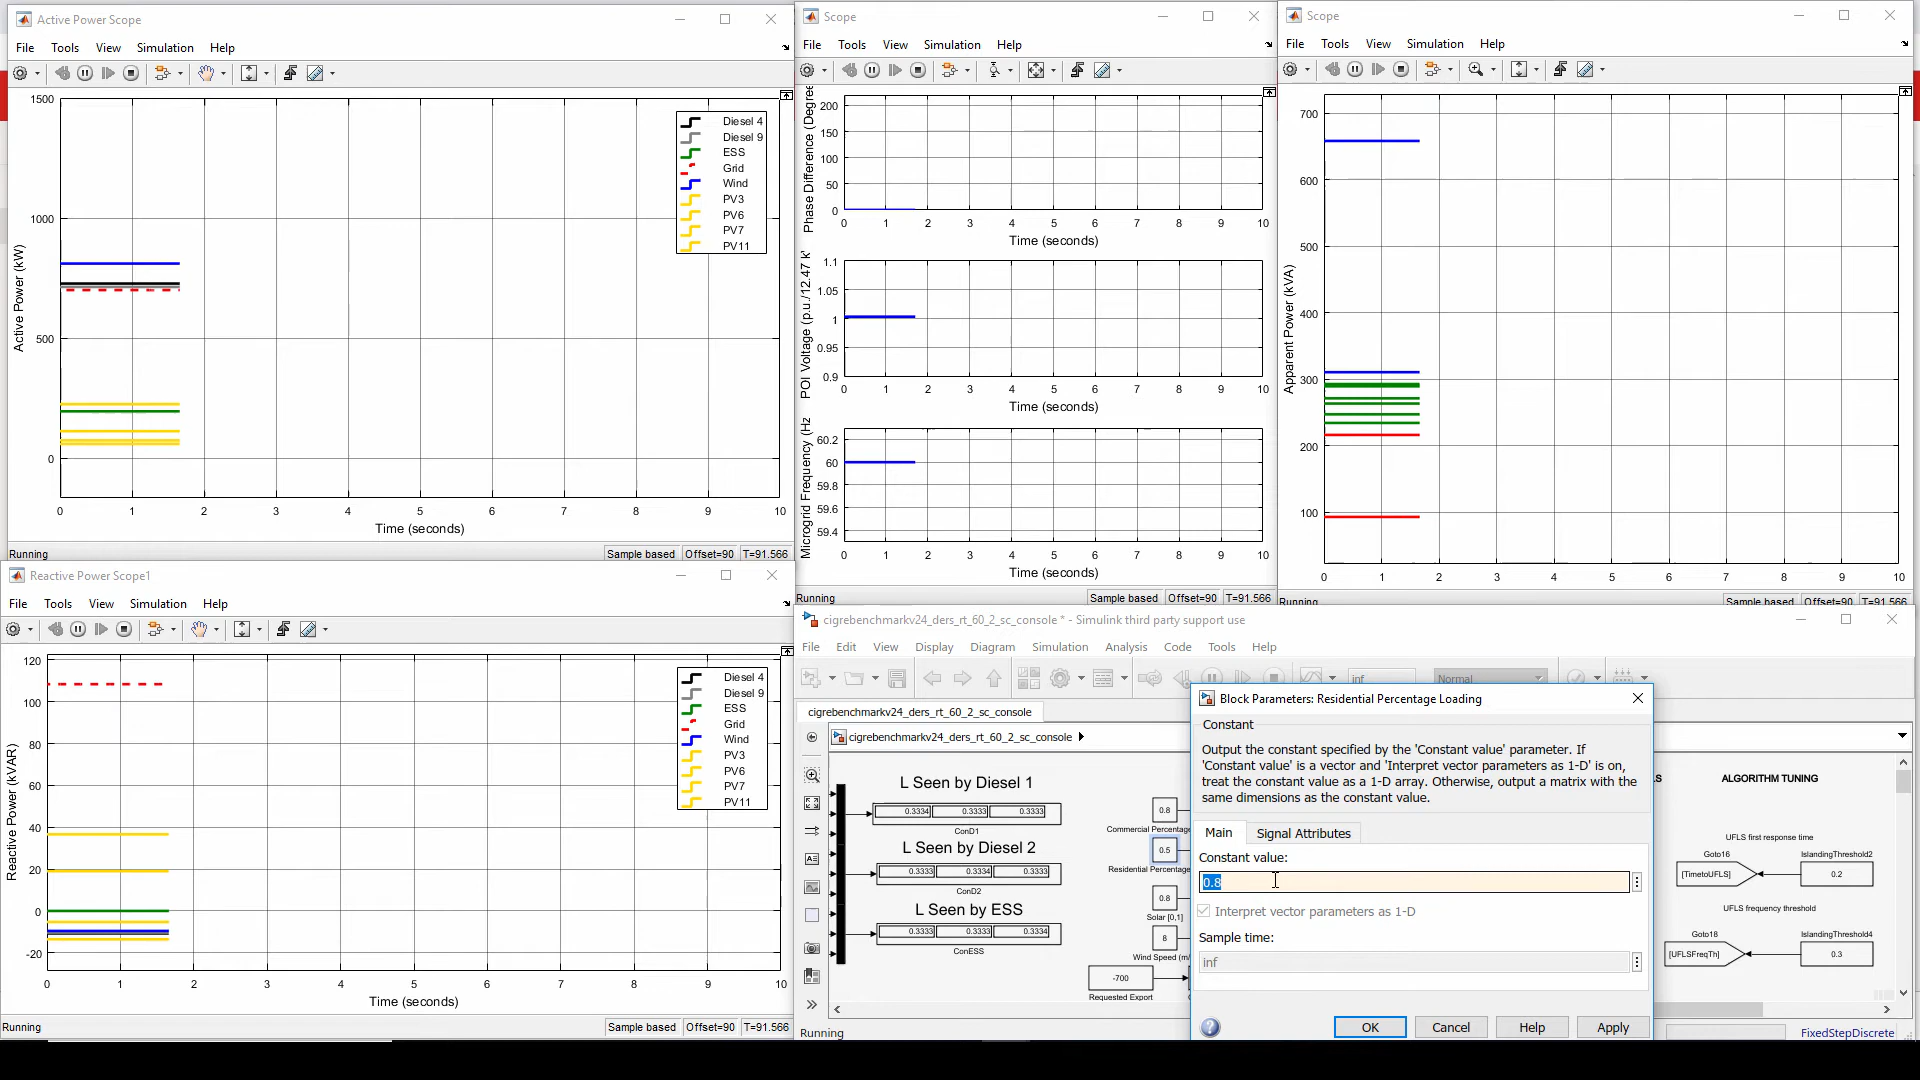 Active Power Scope
File Tools View Simulation Help
1500
1000
500
0
Active Power (kW)
Diesel 4
Diesel 9
ESS
Grid
Wind
PV3
PV6
PV7
PV11
0 1 2 3 4 5 6 7 8 9 10
Time (seconds)
Running Sample based Offset=90 T=91.566
Scope
File Tools View Simulation Help
Phase Difference (Degree
200
150
100
50
0
0 1 2 3 4 5 6 7 8 9 10
Time (seconds)
POI Voltage (p.u./12.47 k'
1.1
1.05
1
0.95
0.9
0 1 2 3 4 5 6 7 8 9 10
Time (seconds)
Microgrid Frequency (Hz
60.2
60
59.8
59.6
59.4
0 1 2 3 4 5 6 7 8 9 10
Time (seconds)
Running Sample based Offset=90 T=91.566
Scope
File Tools View Simulation Help
Apparent Power (kVA)
700
600
500
400
300
200
100
0 1 2 3 4 5 6 7 8 9 10
Running Sample based Offset=90 T=91.566
Reactive Power Scope1
File Tools View Simulation Help
Reactive Power (kVAR)
120
100
80
60
40
20
0
-20
Diesel 4
Diesel 9
ESS
Grid
Wind
PV3
PV6
PV7
PV11
0 1 2 3 4 5 6 7 8 9 10
Time (seconds)
Running Sample based Offset=90 T=91.566
cigrebenchmarkv24_ders_rt_60_2_sc_console * - Simulink third party support use
File Edit View Display Diagram Simulation Analysis Code Tools Help
inf Normal
cigrebenchmarkv24_ders_rt_60_2_sc_console
cigrebenchmarkv24_ders_rt_60_2_sc_console
L Seen by Diesel 1
0.3334 0.3333 0.3333
ConD1
L Seen by Diesel 2
0.3333 0.3333 0.3334
ConD2
L Seen by ESS
0.3333 0.3333 0.3334
ConESS
0.8
Commercial Percentage
0.5
Residential Percentage
0.8
Solar [0,1]
8
Wind Speed (m/
-700
Requested Export
Running
Block Parameters: Residential Percentage Loading
Constant
Output the constant specified by the 'Constant value' parameter. If
'Constant value' is a vector and 'Interpret vector parameters as 1-D' is on,
treat the constant value as a 1-D array. Otherwise, output a matrix with the
same dimensions as the constant value.
Main Signal Attributes
Constant value:
0.8
Interpret vector parameters as 1-D
Sample time:
inf
OK Cancel Help Apply
S ALGORITHM TUNING
UFLS first response time
Goto16 IslandingThreshold2
[TimetoUFLS] 0.2
UFLS frequency threshold
Goto18 IslandingThreshold4
[UFLSFreqTh] 0.3
FixedStepDiscrete